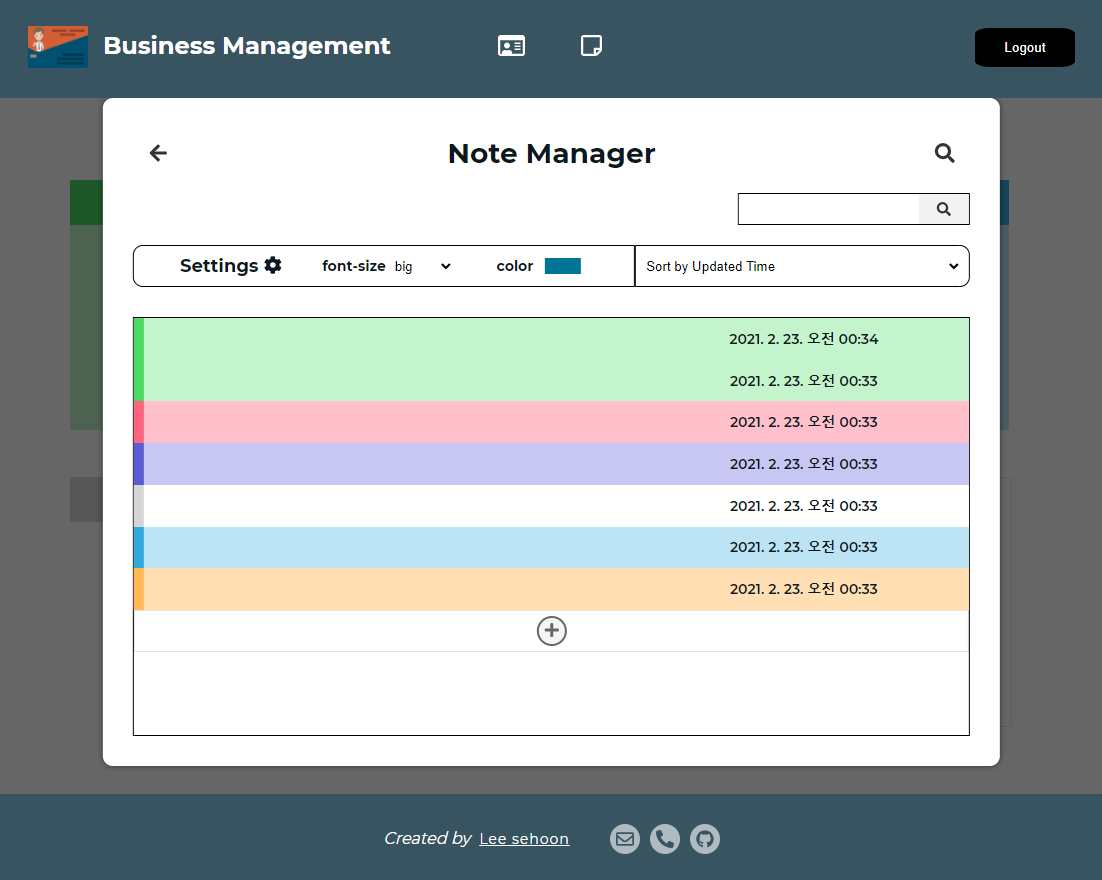 Business Management
Logout
Note Manager
Settings font-size big color Sort by Updated Time
2021. 2. 23. 오전 00:34
2021. 2. 23. 오전 00:33
2021. 2. 23. 오전 00:33
2021. 2. 23. 오전 00:33
2021. 2. 23. 오전 00:33
2021. 2. 23. 오전 00:33
2021. 2. 23. 오전 00:33
Created by Lee sehoon